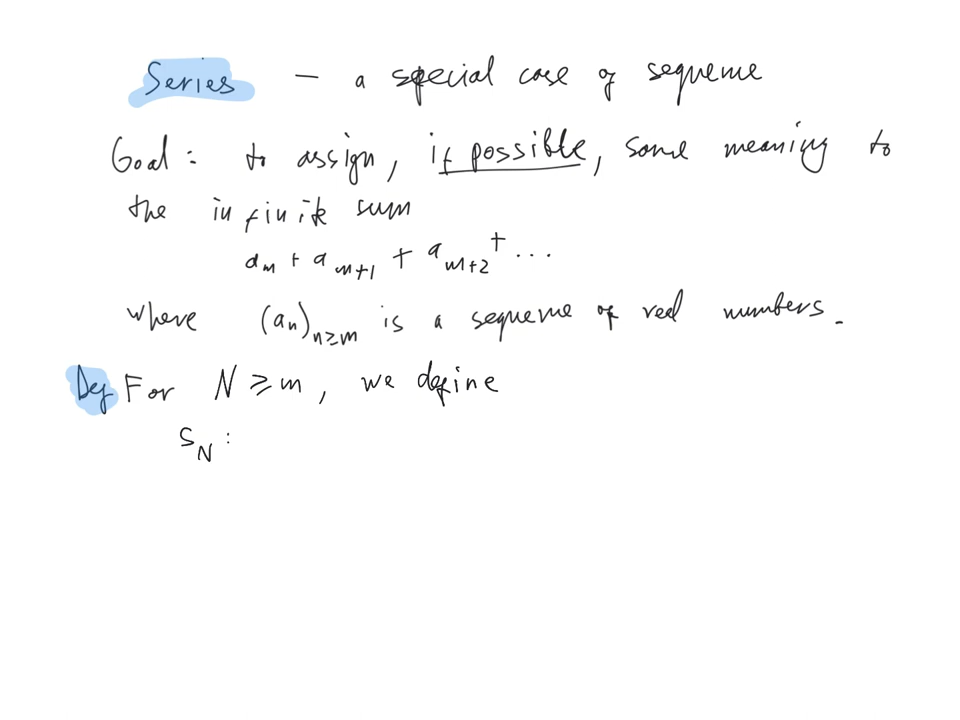 Series — a special case of sequence
Goal: to assign, if possible, some meaning to
the infinite sum
a_m + a_{m+1} + a_{m+2} + ...
where (a_n)_{n≥m} is a sequence of real numbers.
Def For N ≥ m, we define
S_N :